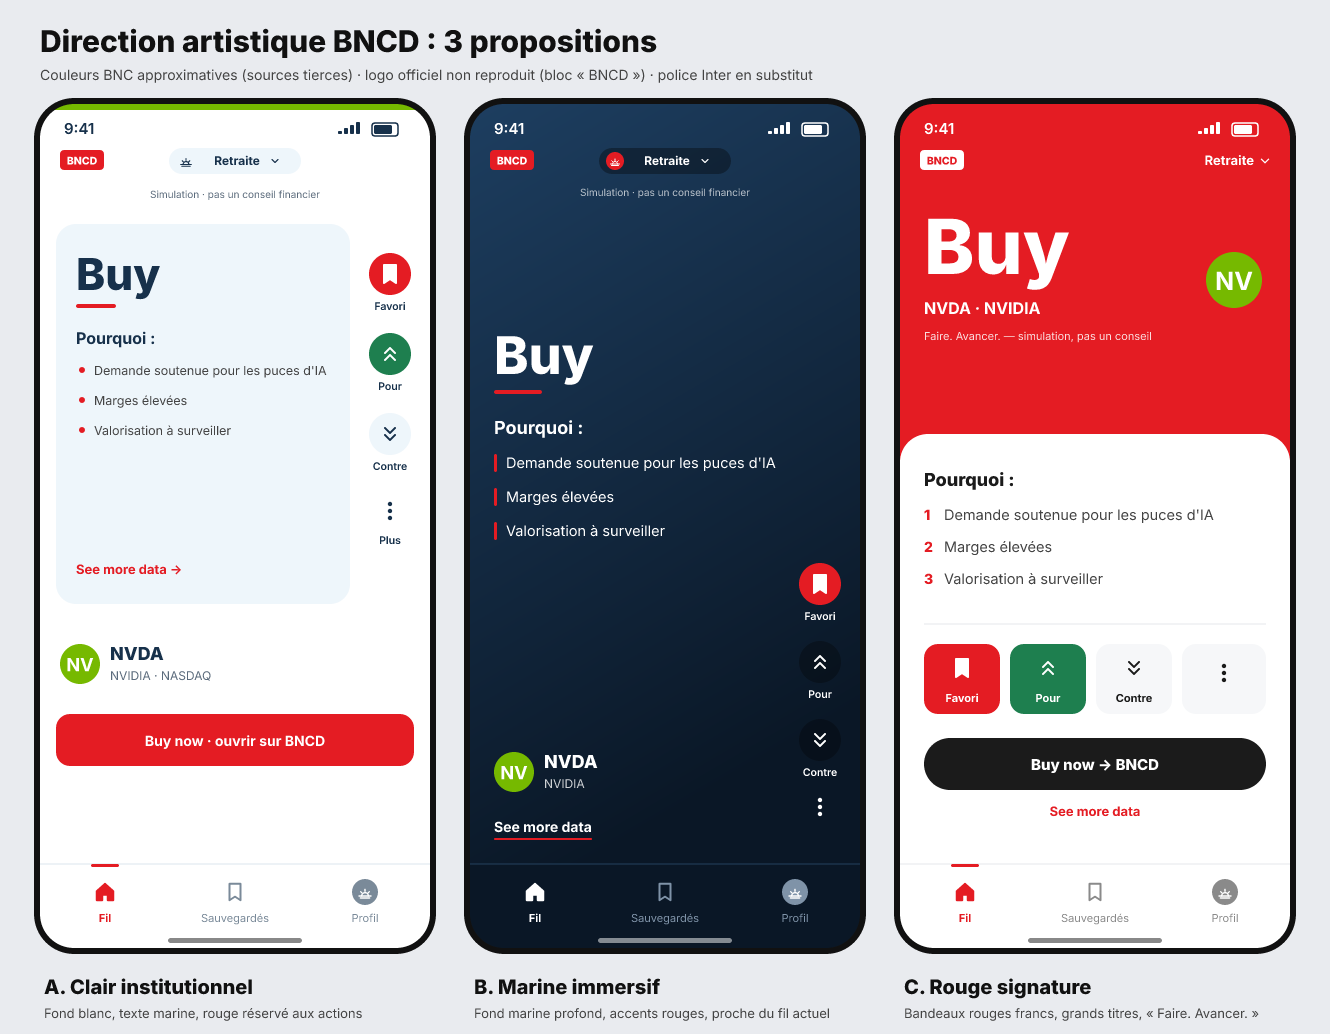 Direction artistique BNCD : 3 propositions
Couleurs BNC approximatives (sources tierces) · logo officiel non reproduit (bloc « BNCD ») · police Inter en substitut
9:41
BNCD
Retraite
Simulation · pas un conseil financier
Buy
Pourquoi :
Demande soutenue pour les puces d'IA
Marges élevées
Valorisation à surveiller
See more data →
Favori
Pour
Contre
Plus
NV
NVDA
NVIDIA · NASDAQ
Buy now · ouvrir sur BNCD
Fil
Sauvegardés
Profil
A. Clair institutionnel
Fond blanc, texte marine, rouge réservé aux actions
9:41
BNCD
Retraite
Simulation · pas un conseil financier
Buy
Pourquoi :
Demande soutenue pour les puces d'IA
Marges élevées
Valorisation à surveiller
Favori
Pour
Contre
NV
NVDA
NVIDIA
See more data
Fil
Sauvegardés
Profil
B. Marine immersif
Fond marine profond, accents rouges, proche du fil actuel
9:41
BNCD
Retraite
Buy
NV
NVDA · NVIDIA
Faire. Avancer. — simulation, pas un conseil
Pourquoi :
1 Demande soutenue pour les puces d'IA
2 Marges élevées
3 Valorisation à surveiller
Favori
Pour
Contre
Buy now → BNCD
See more data
Fil
Sauvegardés
Profil
C. Rouge signature
Bandeaux rouges francs, grands titres, « Faire. Avancer. »